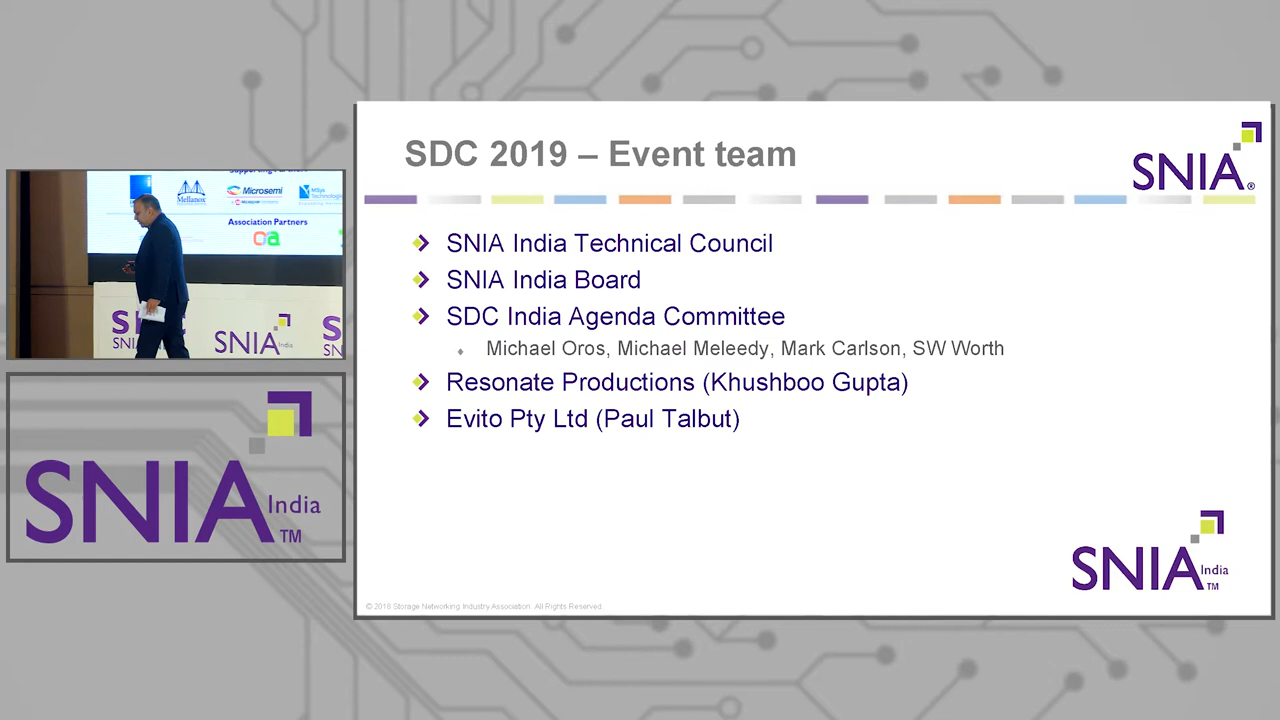 SDC 2019 – Event team
SNIA®
SNIA India Technical Council
SNIA India Board
SDC India Agenda Committee
Michael Oros, Michael Meleedy, Mark Carlson, SW Worth
Resonate Productions (Khushboo Gupta)
Evito Pty Ltd (Paul Talbut)
SNIA India TM
© 2018 Storage Networking Industry Association. All Rights Reserved
Mellanox
Microsemi
MSys
Technologies
Association Partners
SNIA India
SNIA India TM